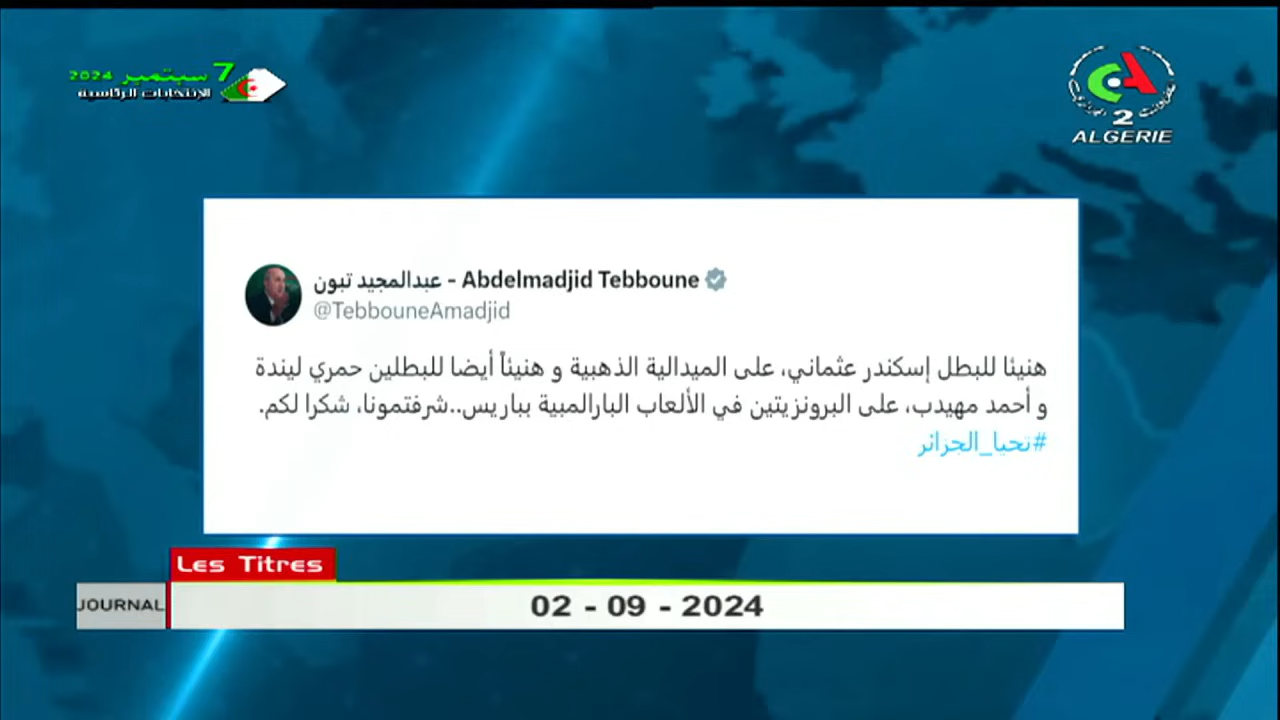 7 سبتمبر 2024
الإنتخابات الرئاسية
2
ALGERIE
عبدالمجيد تبون - Abdelmadjid Tebboune
@TebbouneAmadjid
هنيئا للبطل إسكندر عثماني، على الميدالية الذهبية و هنيئاً أيضا للبطلين حمري ليندة
و أحمد مهيدب، على البرونزيتين في الألعاب البارالمبية بباريس..شرفتمونا، شكرا لكم.
#تحيا_الجزائر
Les Titres
JOURNAL
02 - 09 - 2024